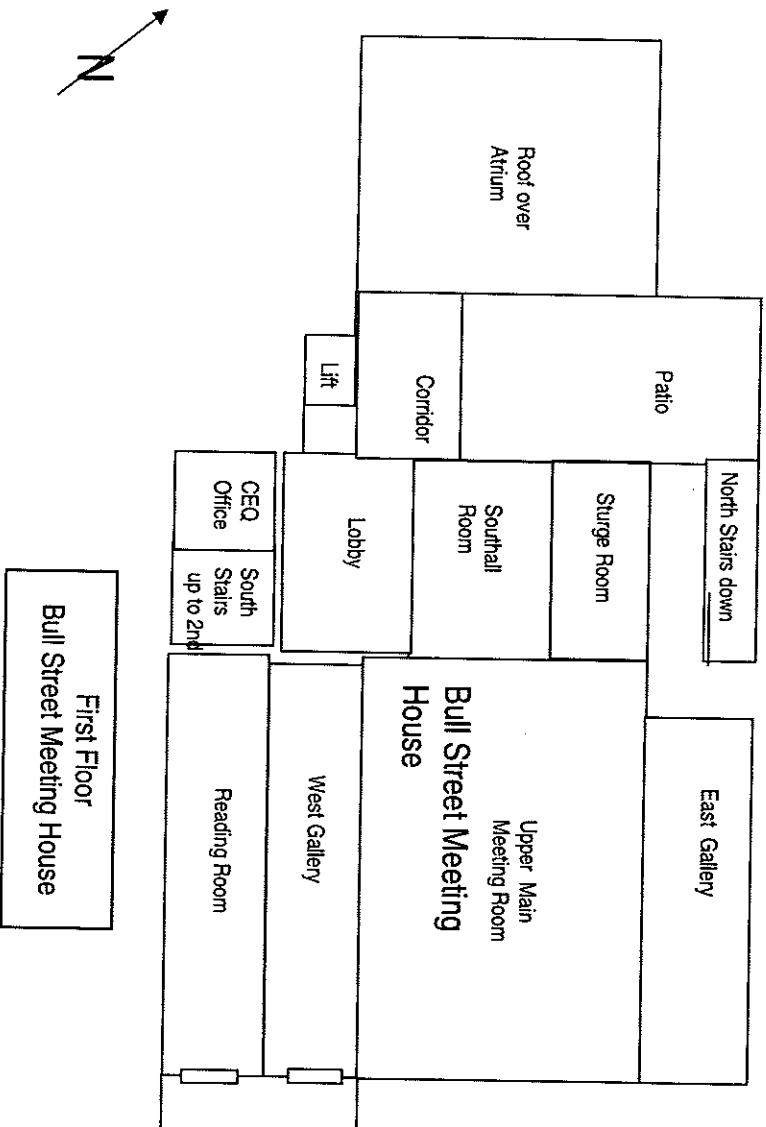 North Stairs down
East Gallery
Patio
Sturge Room
Roof over
Atrium
Southall
Room
Upper Main
Meeting Room
Bull Street Meeting
House
Corridor
Lobby
Lift
West Gallery
CEQ
Office
South
Stairs
up to 2nd
Reading Room
N
First Floor
Bull Street Meeting House